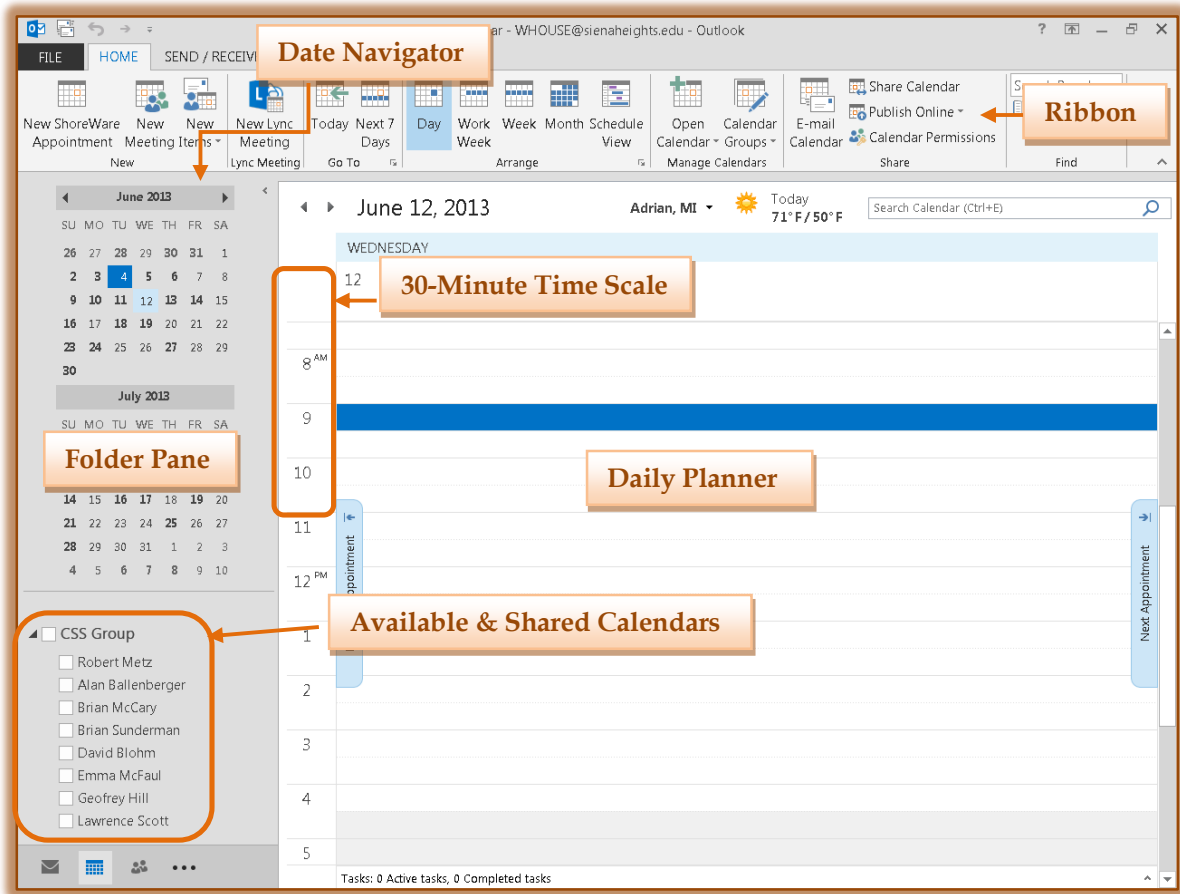 ar - WHOUSE@sienaheights.edu - Outlook
?
FILE HOME SEND / RECEIVE
Date Navigator
New ShoreWare Appointment
New Meeting
New Items
New Lync Meeting
Today
Next 7 Days
Day
Work Week
Week
Month
Schedule View
Open Calendar
Calendar Groups
E-mail Calendar
Share Calendar
Publish Online
Calendar Permissions
Ribbon
New Lync Meeting Go To Arrange Manage Calendars Share Find
June 2013
SU MO TU WE TH FR SA
26 27 28 29 30 31 1
2 3 4 5 6 7 8
9 10 11 12 13 14 15
16 17 18 19 20 21 22
23 24 25 26 27 28 29
30
July 2013
SU MO TU WE TH FR SA
Folder Pane
14 15 16 17 18 19 20
21 22 23 24 25 26 27
28 29 30 31 1 2 3
4 5 6 7 8 9 10
CSS Group
Robert Metz
Alan Ballenberger
Brian McCary
Brian Sunderman
David Blohm
Emma McFaul
Geofrey Hill
Lawrence Scott
June 12, 2013
Adrian, MI
Today
71°F/50°F
Search Calendar (Ctrl+E)
WEDNESDAY
12
30-Minute Time Scale
8 AM
9
10
Daily Planner
11
12 PM
Available & Shared Calendars
1
2
3
4
5
Next Appointment
Tasks: 0 Active tasks, 0 Completed tasks